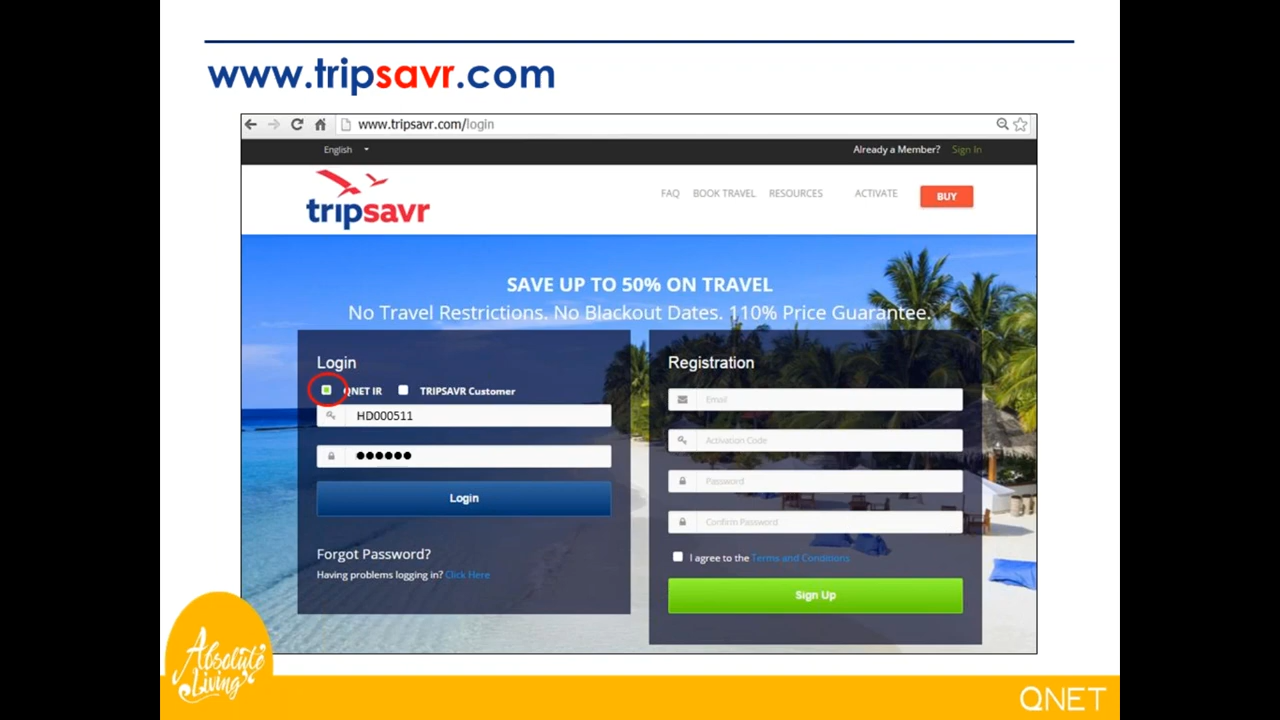 www.tripsavr.com
www.tripsavr.com/login
English
Already a Member? Sign In
tripsavr
FAQ BOOK TRAVEL RESOURCES ACTIVATE BUY
SAVE UP TO 50% ON TRAVEL
No Travel Restrictions. No Blackout Dates. 110% Price Guarantee.
Login
QNET IR TRIPSAVR Customer
HD000511
Login
Forgot Password?
Having problems logging in? Click Here
Registration
Email
Activation Code
Password
Confirm Password
I agree to the Terms and Conditions
Sign Up
Absolute
Living
QNET